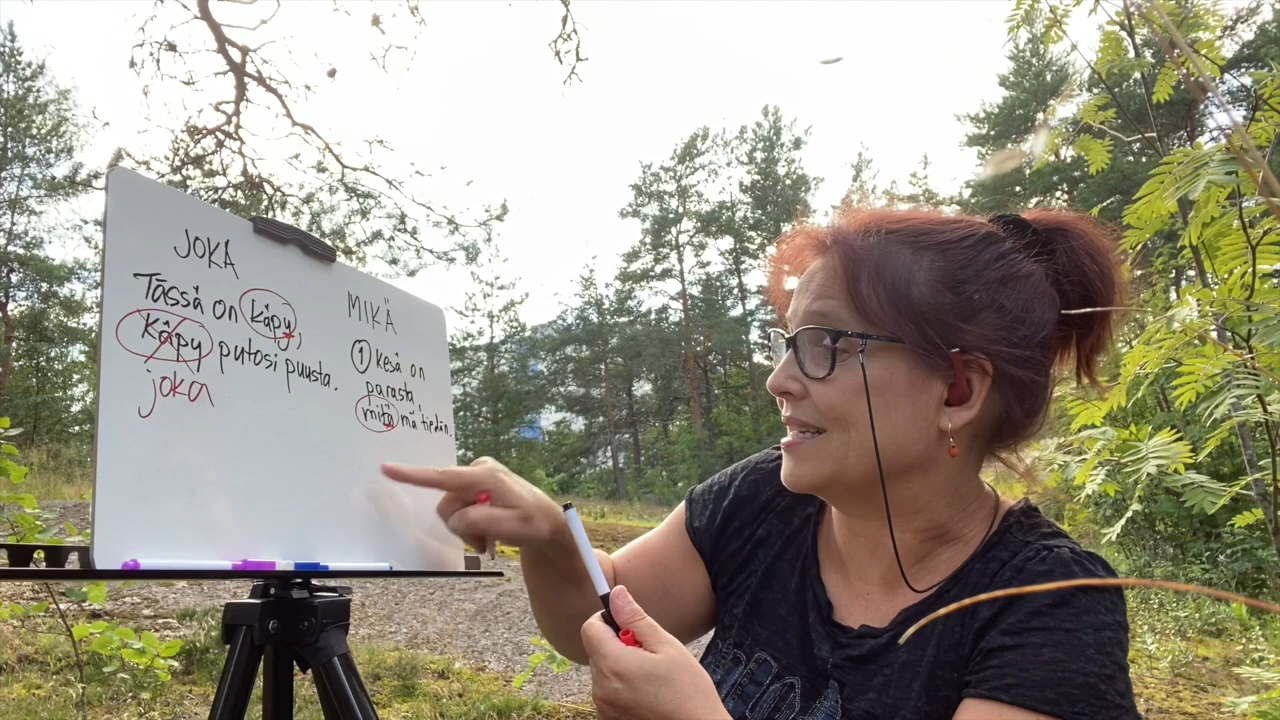 JOKA
Tässä on käpy,
käpy putosi puusta.
joka
MIKÄ
① Kesä on
parasta,
mitä mä tiedän.